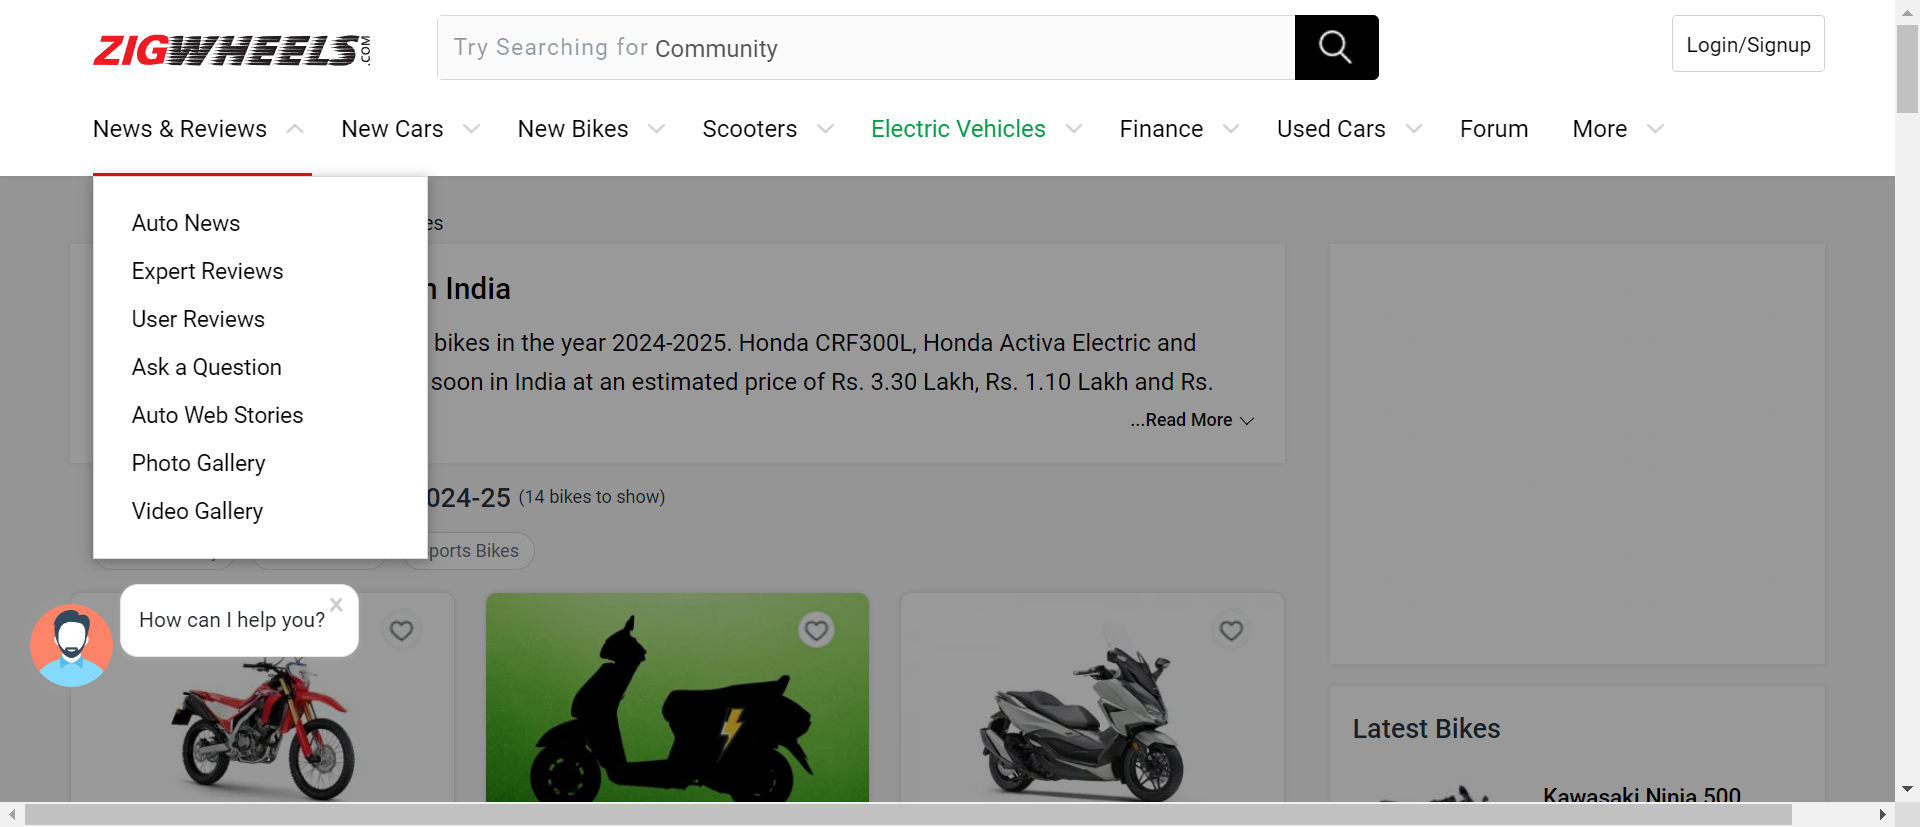 ZIGWHEELS.COM
Try Searching for Community
Login/Signup
News & Reviews
New Cars
New Bikes
Scooters
Electric Vehicles
Finance
Used Cars
Forum
More
Auto News
Expert Reviews
User Reviews
Ask a Question
Auto Web Stories
Photo Gallery
Video Gallery
India
bikes in the year 2024-2025. Honda CRF300L, Honda Activa Electric and
soon in India at an estimated price of Rs. 3.30 Lakh, Rs. 1.10 Lakh and Rs.
...Read More
024-25 (14 bikes to show)
ports Bikes
How can I help you?
Latest Bikes
Kawasaki Ninja 500